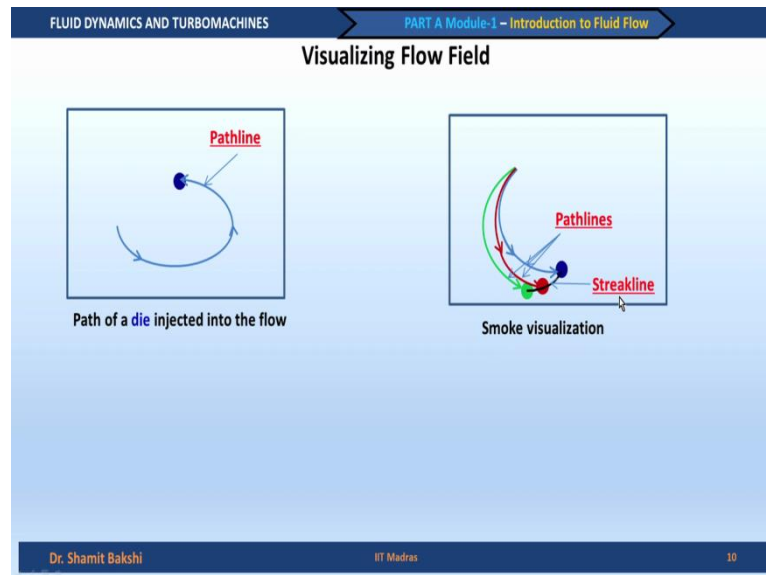 FLUID DYNAMICS AND TURBOMACHINES
PART A Module-1 – Introduction to Fluid Flow
Visualizing Flow Field
Pathline
Pathlines
Streakline
Path of a die injected into the flow
Smoke visualization
Dr. Shamit Bakshi
IIT Madras
10